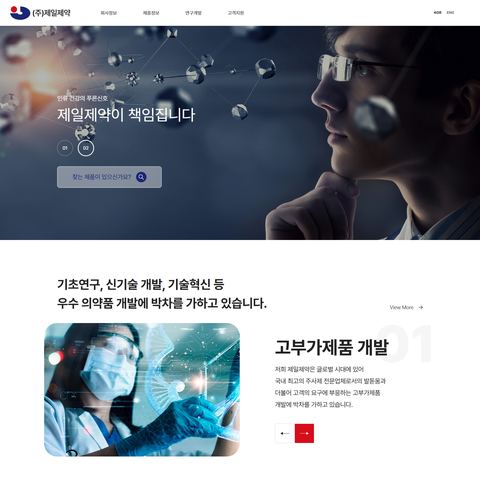 (주)제일제약
회사정보 제품정보 연구개발 고객지원
KOR ENG
인류 건강의 푸른신호
제일제약이 책임집니다
01 02
찾는 제품이 있으신가요?
기초연구, 신기술 개발, 기술혁신 등
우수 의약품 개발에 박차를 가하고 있습니다.
View More
01
고부가제품 개발
저희 제일제약은 글로벌 시대에 있어
국내 최고의 주사제 전문업체로서의 발돋움과
더불어 고객의 요구에 부응하는 고부가제품
개발에 박차를 가하고 있습니다.